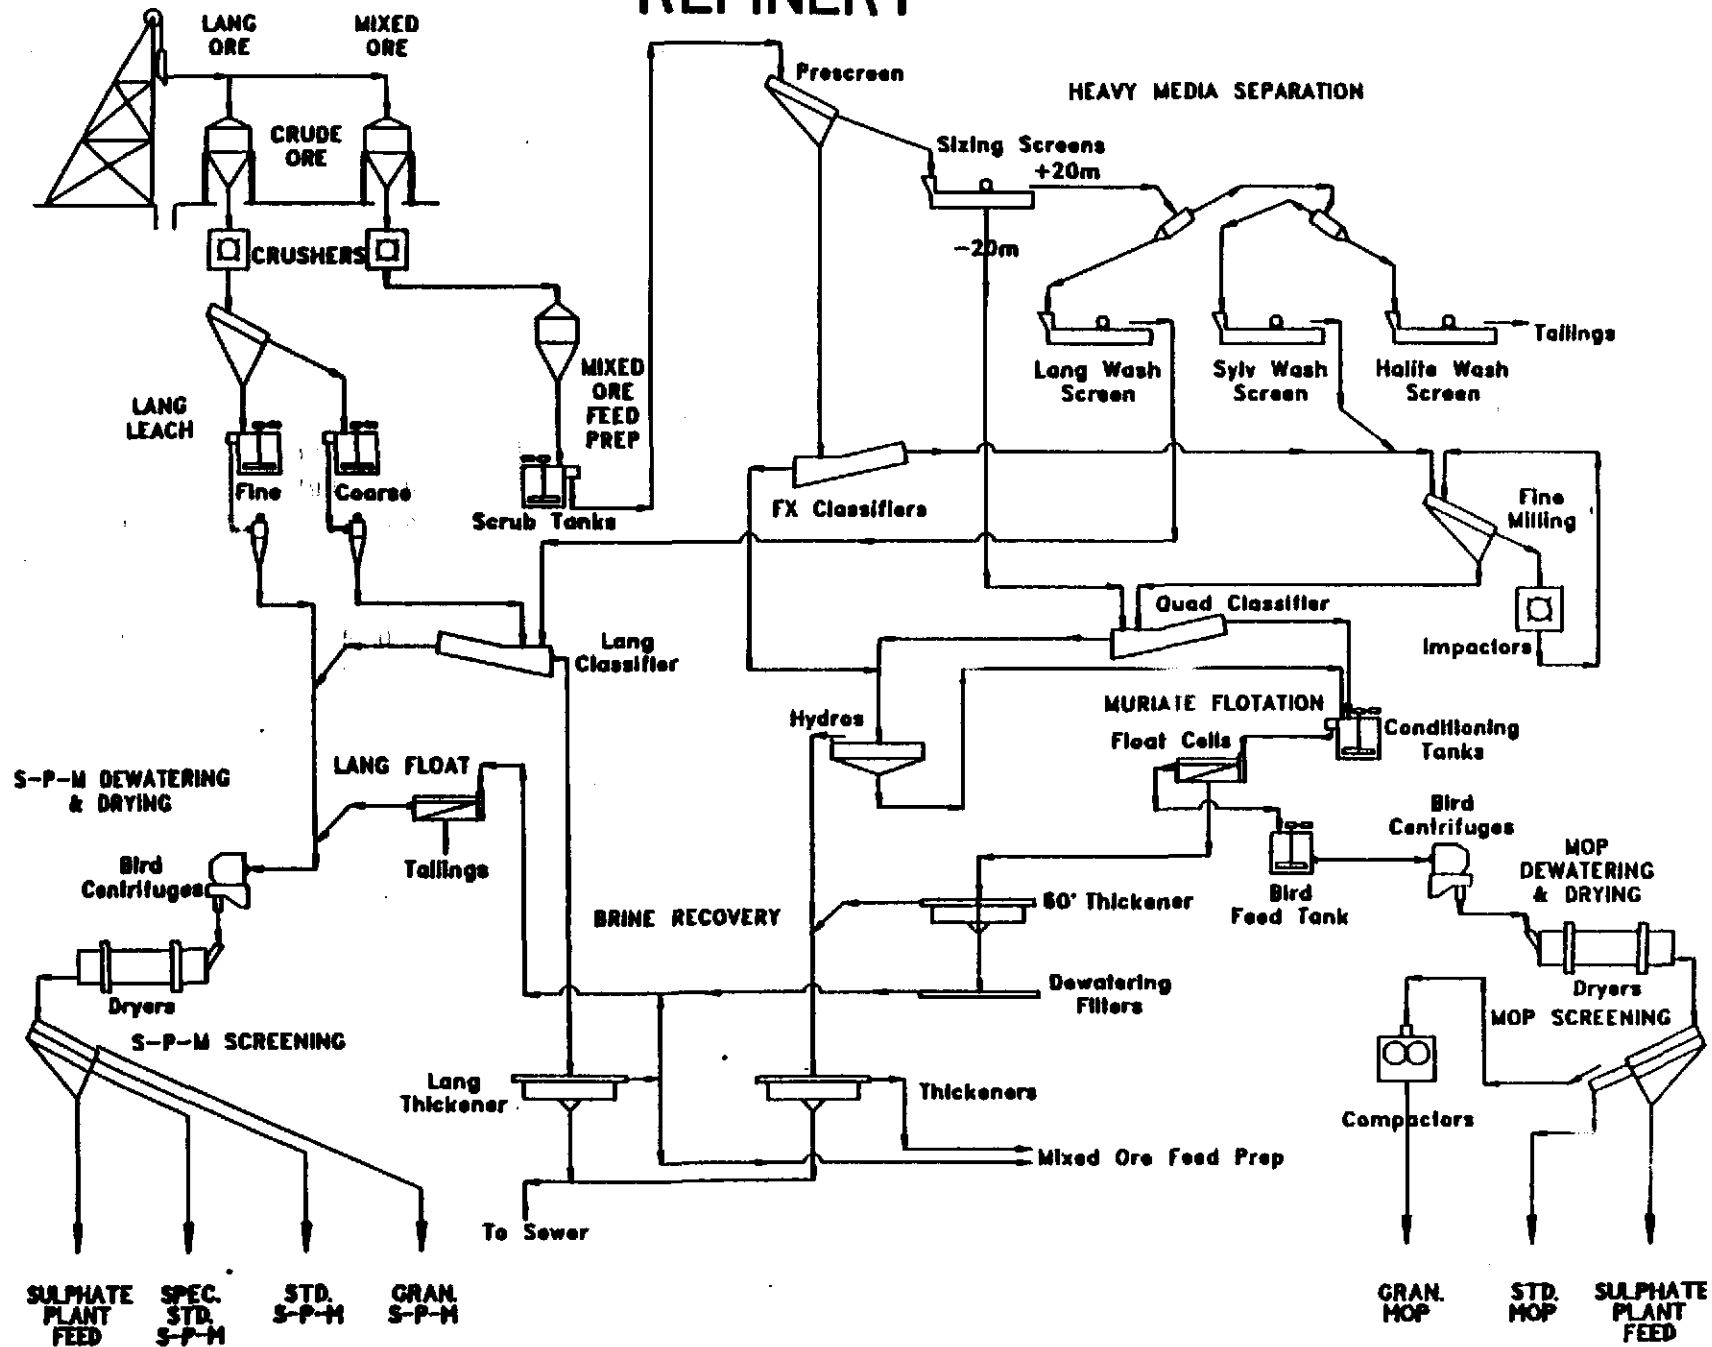 REFINERY
LANG
ORE
MIXED
ORE
CRUDE
ORE
CRUSHERS
Prescreen
HEAVY MEDIA SEPARATION
Sizing Screens
+20m
-20m
MIXED
ORE
FEED
PREP
LANG
LEACH
Fine
Coarse
Scrub Tanks
Lang Wash
Screen
Sylv Wash
Screen
Halite Wash
Screen
Tailings
FX Classifiers
Fine
Milling
Quad Classifier
Impactors
Lang
Classifier
Hydros
MURIATE FLOTATION
Float Cells
Conditioning
Tanks
S-P-M DEWATERING
& DRYING
LANG FLOAT
Tailings
Bird
Centrifuges
Bird
Centrifuges
MOP
DEWATERING
& DRYING
Bird
Feed Tank
BRINE RECOVERY
60' Thickener
Dewatering
Filters
Dryers
Dryers
S-P-M SCREENING
MOP SCREENING
Lang
Thickener
Thickeners
Compactors
Mixed Ore Feed Prep
To Sewer
SULPHATE
PLANT
FEED
SPEC.
STD.
S-P-M
STD.
S-P-M
GRAN.
S-P-M
GRAN.
MOP
STD.
MOP
SULPHATE
PLANT
FEED